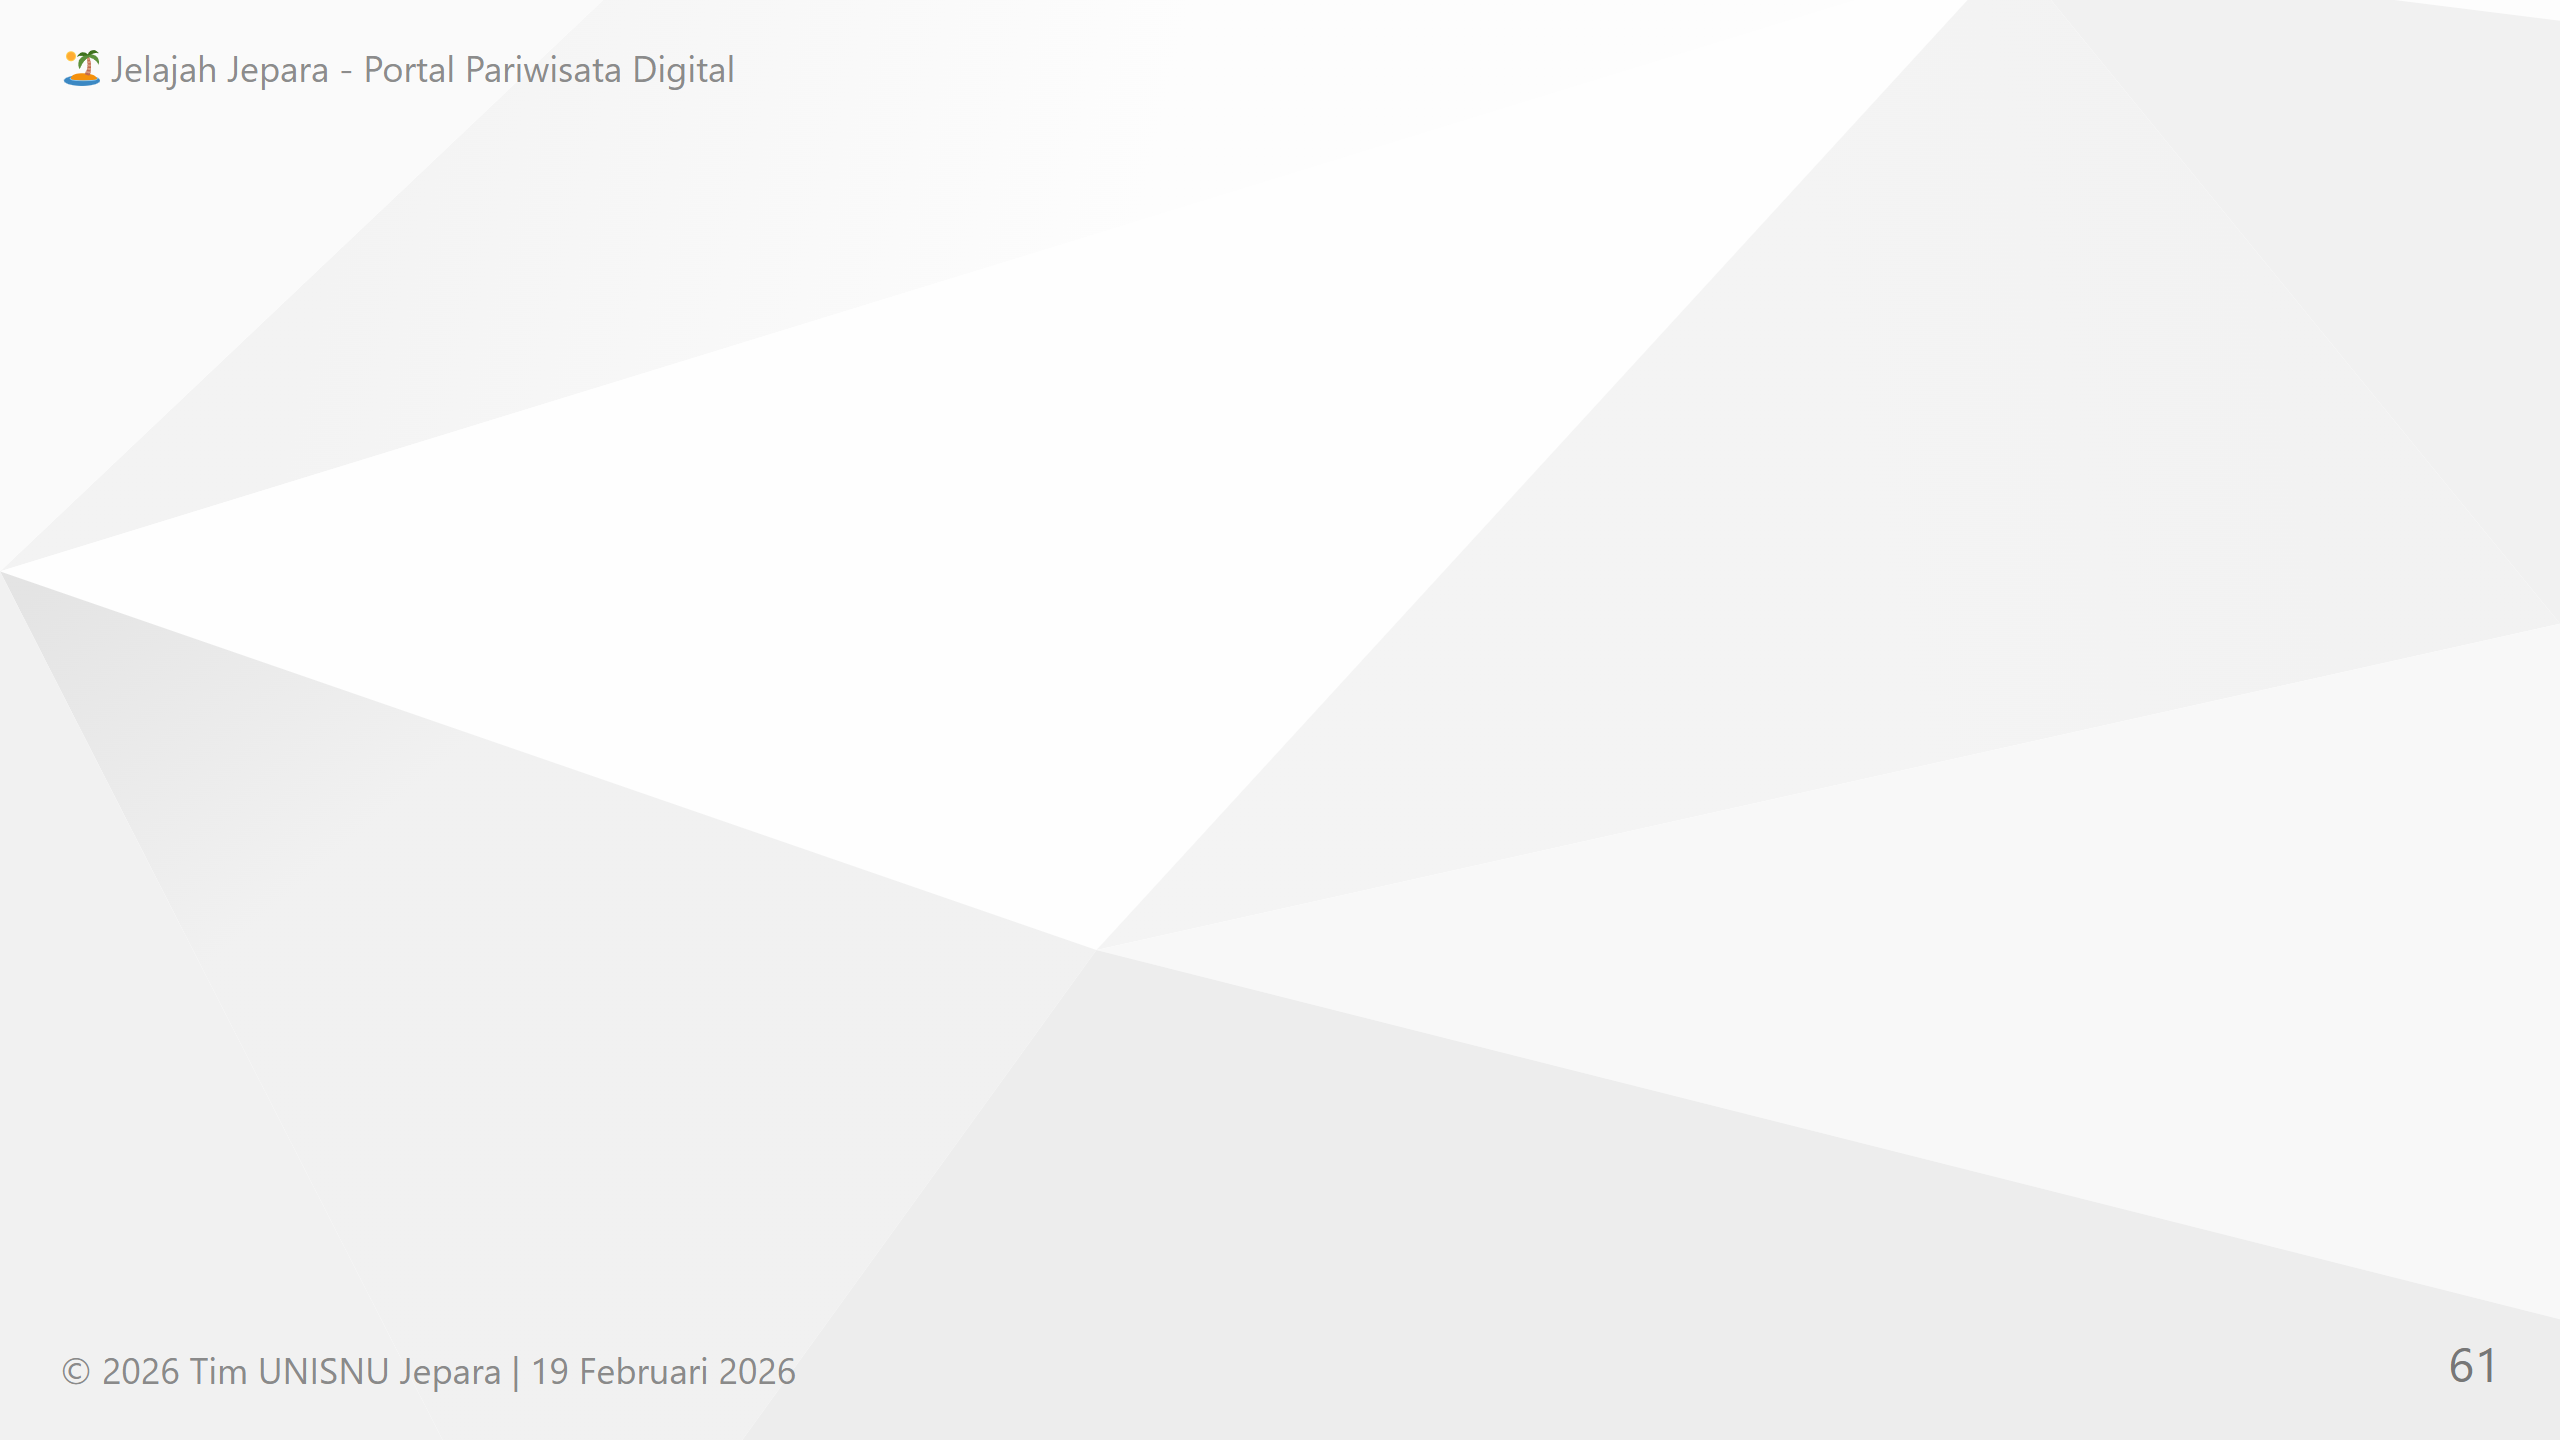 🏝️ Jelajah Jepara - Portal Pariwisata Digital
© 2026 Tim UNISNU Jepara | 19 Februari 2026
61